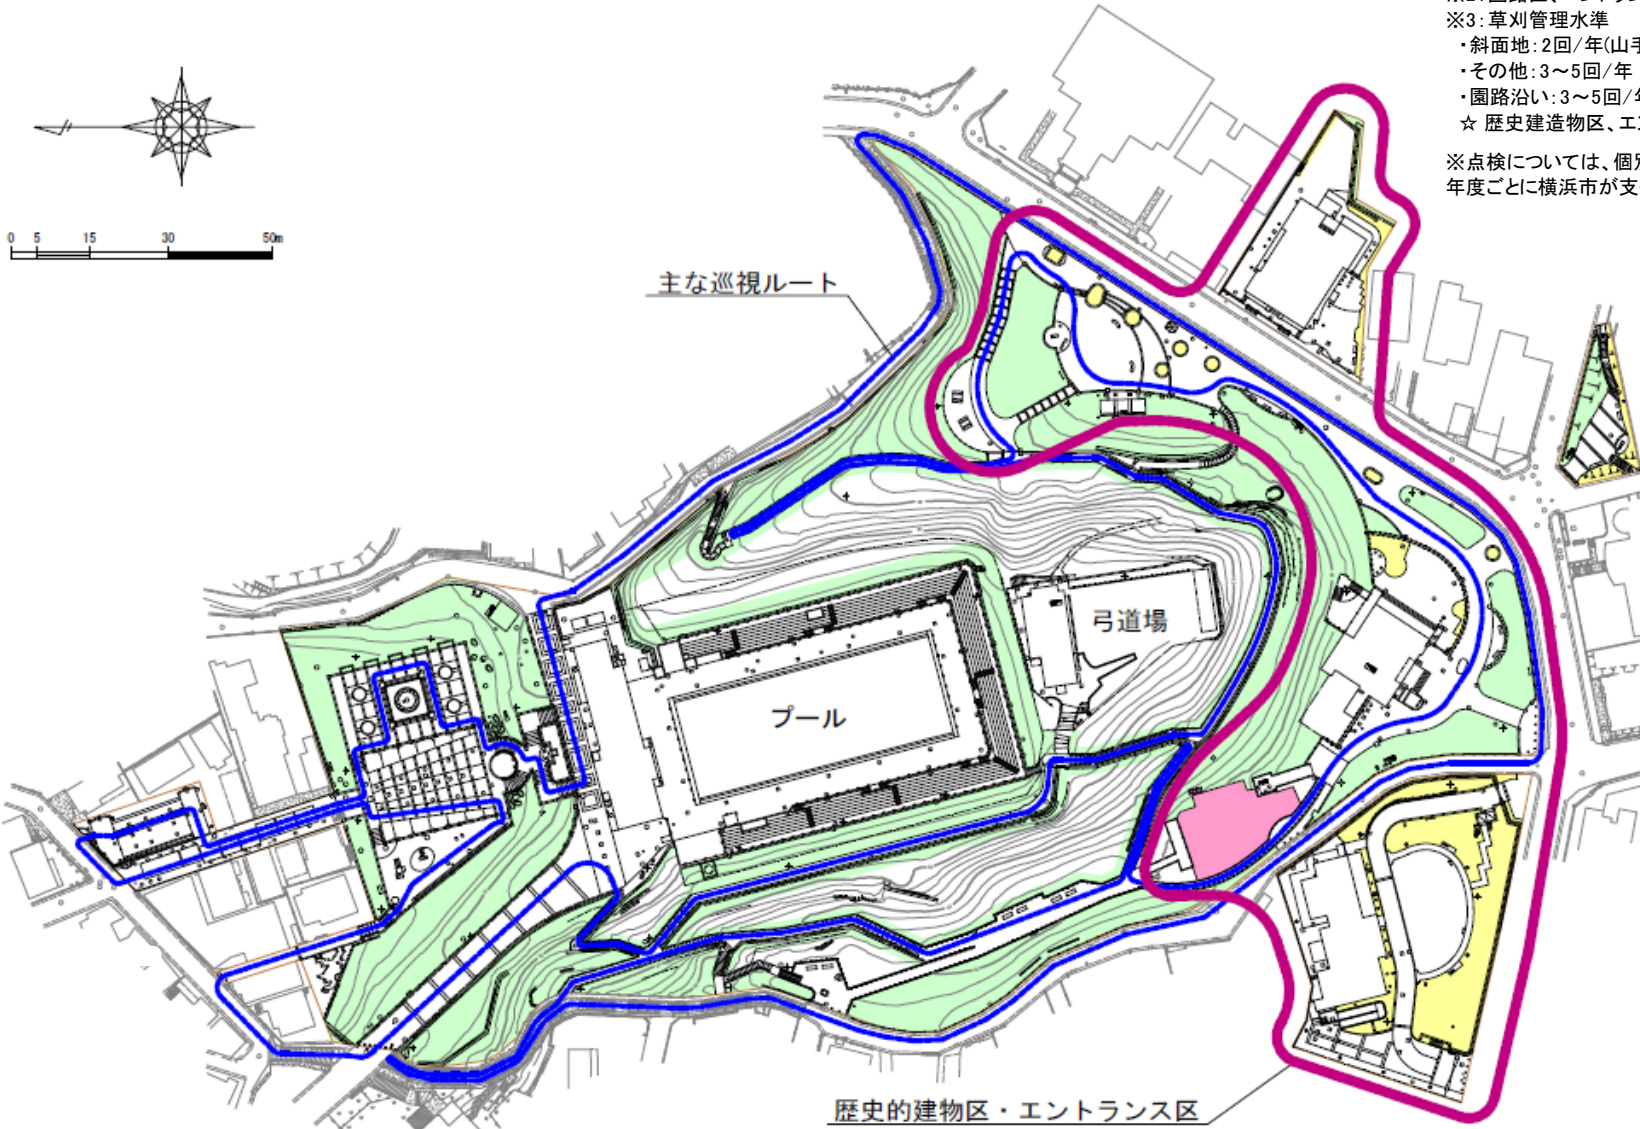 ※3：草刈管理水準
・斜面地：2回/年(山手
・その他：3～5回/年
・園路沿い：3～5回/年
☆ 歴史建造物区、エ
※点検については、個別
年度ごとに横浜市が支
0 5 15 30 50m
主な巡視ルート
弓道場
プール
歴史的建物区・エントランス区